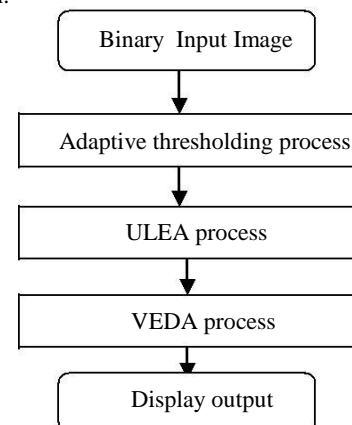 Binary Input Image
Adaptive thresholding process
ULEA process
VEDA process
Display output